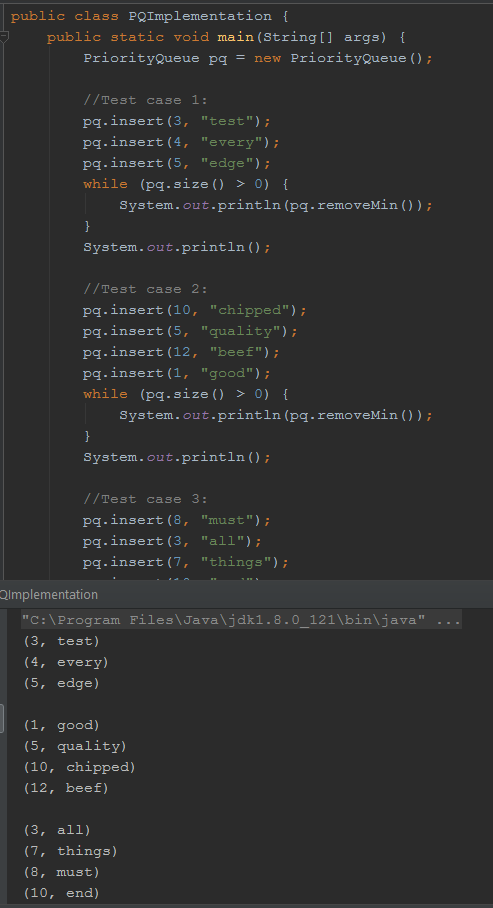 public class PQImplementation {
public static void main(String[] args) {
PriorityQueue pq = new PriorityQueue();
//Test case 1:
pq.insert(3, "test");
pq.insert(4, "every");
pq.insert(5, "edge");
while (pq.size() > 0) {
System.out.println(pq.removeMin());
}
System.out.println();
//Test case 2:
pq.insert(10, "chipped");
pq.insert(5, "quality");
pq.insert(12, "beef");
pq.insert(1, "good");
while (pq.size() > 0) {
System.out.println(pq.removeMin());
}
System.out.println();
//Test case 3:
pq.insert(8, "must");
pq.insert(3, "all");
pq.insert(7, "things");
QImplementation
"C:\Program Files\Java\jdk1.8.0_121\bin\java" ...
(3, test)
(4, every)
(5, edge)
(1, good)
(5, quality)
(10, chipped)
(12, beef)
(3, all)
(7, things)
(8, must)
(10, end)